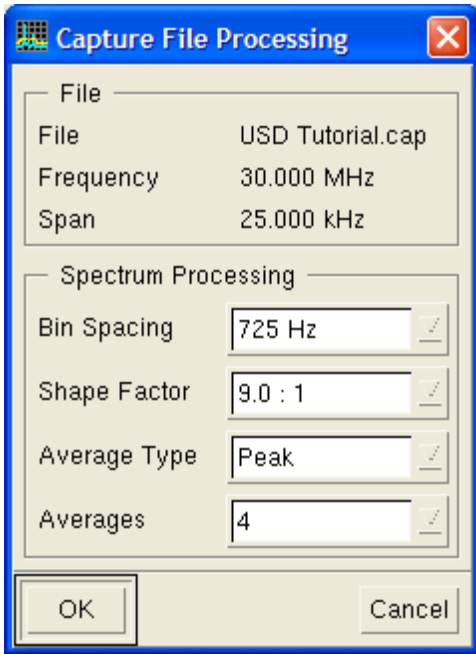 Capture File Processing
File
File USD Tutorial.cap
Frequency 30.000 MHz
Span 25.000 kHz
Spectrum Processing
Bin Spacing 725 Hz
Shape Factor 9.0 : 1
Average Type Peak
Averages 4
OK Cancel